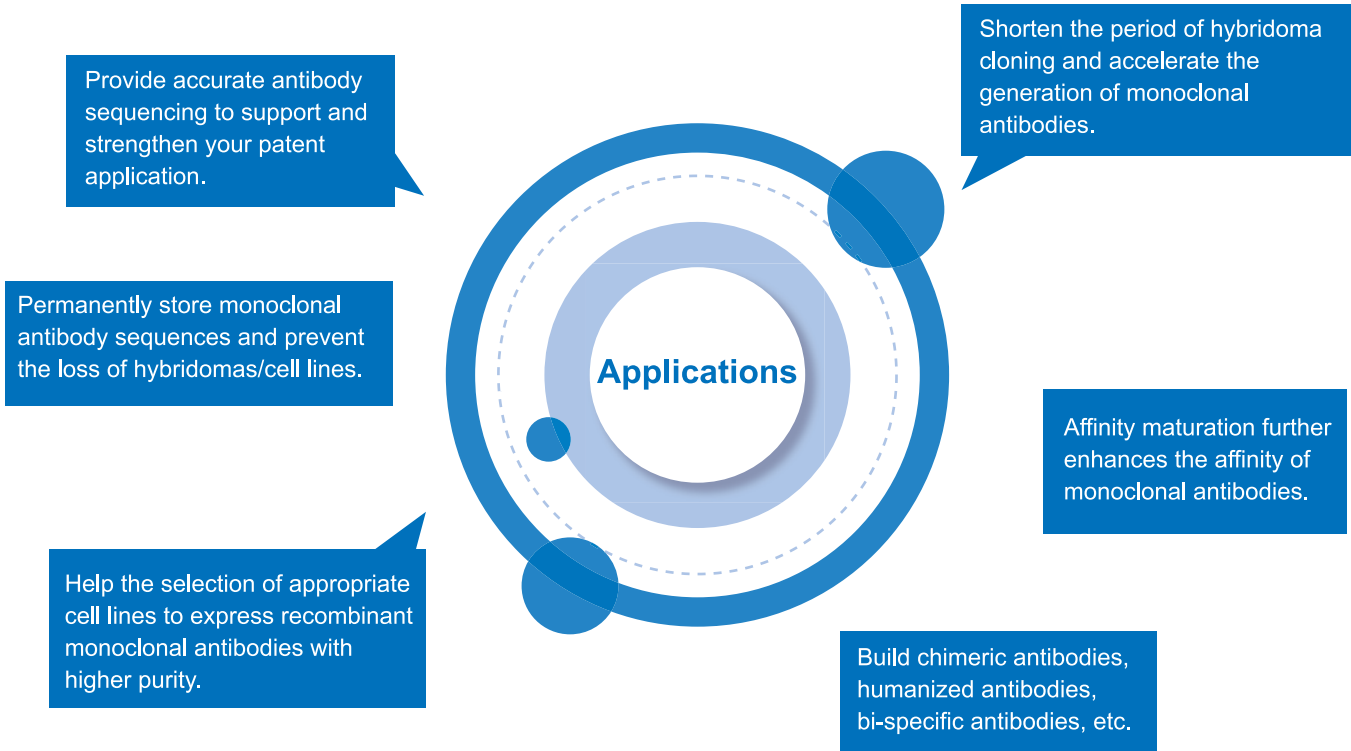 Provide accurate antibody
sequencing to support and
strengthen your patent
application.
Shorten the period of hybridoma
cloning and accelerate the
generation of monoclonal
antibodies.
Permanently store monoclonal
antibody sequences and prevent
the loss of hybridomas/cell lines.
Applications
Affinity maturation further
enhances the affinity of
monoclonal antibodies.
Help the selection of appropriate
cell lines to express recombinant
monoclonal antibodies with
higher purity.
Build chimeric antibodies,
humanized antibodies,
bi-specific antibodies, etc.